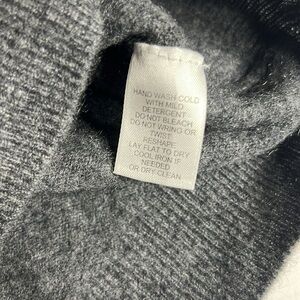 HAND WASH COLD
WITH MILD
DETERGENT
DO NOT BLEACH
DO NOT WRING OR
TWIST
RESHAPE
LAY FLAT TO DRY
COOL IRON IF
NEEDED
OR DRY CLEAN